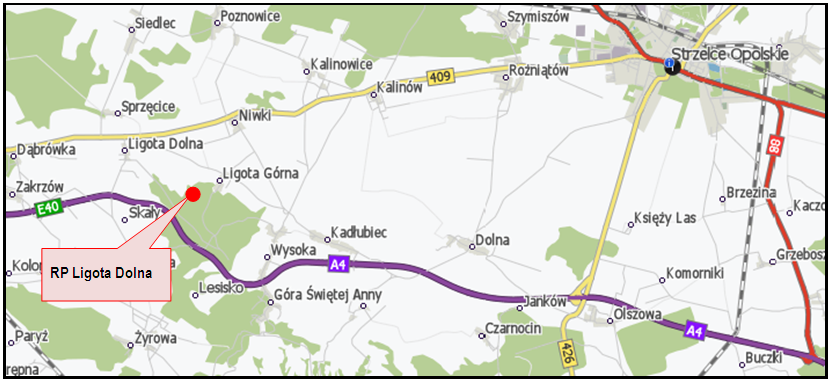 Siedlec
Poznowice
Szymiszów
Strzelce Opolskie
Kalinowice
409
Rożniątów
Kalinów
Sprzęcice
Niwki
Ligota Dolna
Dąbrówka
88
Zakrzów
Ligota Górna
Brzezina
E40
Skały
Księży Las
Kadłubiec
Dolna
Wysoka
Grzebosz
RP Ligota Dolna
A4
Komorniki
Lesisko
Góra Świętej Anny
Janków
Olszowa
A4
Czarnocin
Paryż
Żyrowa
426
Buczki